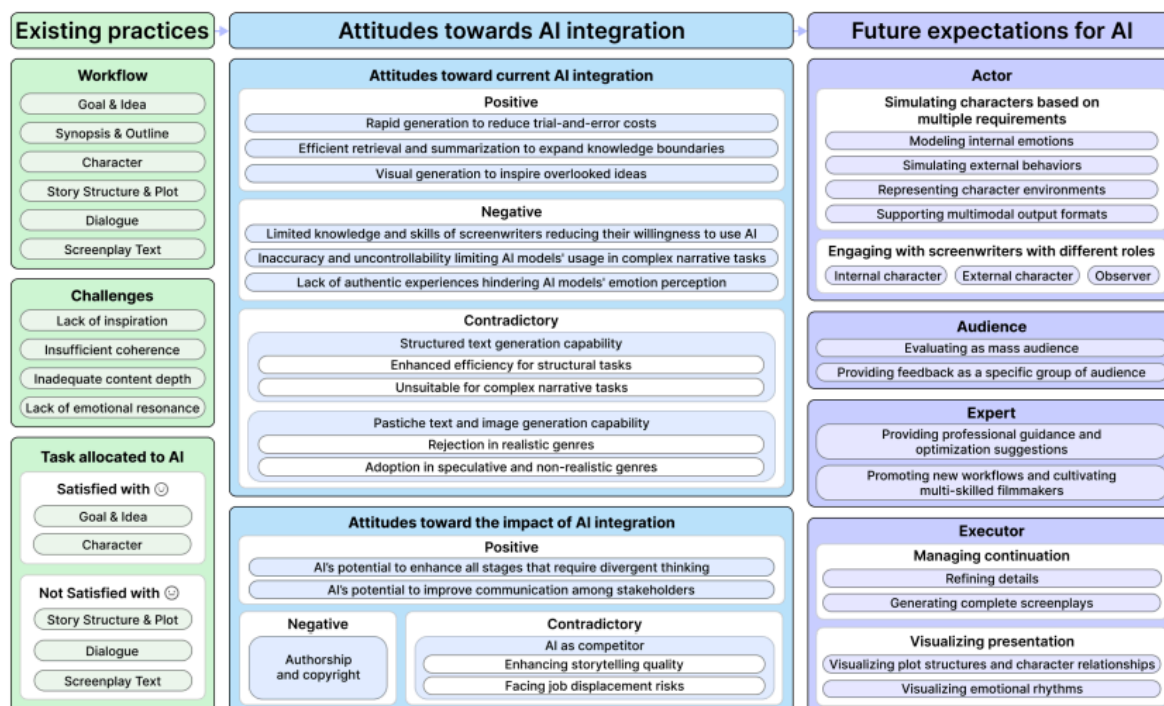 Existing practices
Workflow
Goal & Idea
Synopsis & Outline
Character
Story Structure & Plot
Dialogue
Screenplay Text
Challenges
Lack of inspiration
Insufficient coherence
Inadequate content depth
Lack of emotional resonance
Task allocated to AI
Satisfied with
Goal & Idea
Character
Not Satisfied with
Story Structure & Plot
Dialogue
Screenplay Text
Attitudes towards AI integration
Attitudes toward current AI integration
Positive
Rapid generation to reduce trial-and-error costs
Efficient retrieval and summarization to expand knowledge boundaries
Visual generation to inspire overlooked ideas
Negative
Limited knowledge and skills of screenwriters reducing their willingness to use AI
Inaccuracy and uncontrollability limiting AI models' usage in complex narrative tasks
Lack of authentic experiences hindering AI models' emotion perception
Contradictory
Structured text generation capability
Enhanced efficiency for structural tasks
Unsuitable for complex narrative tasks
Pastiche text and image generation capability
Rejection in realistic genres
Adoption in speculative and non-realistic genres
Attitudes toward the impact of AI integration
Positive
AI's potential to enhance all stages that require divergent thinking
AI's potential to improve communication among stakeholders
Negative
Authorship
and copyright
Contradictory
AI as competitor
Enhancing storytelling quality
Facing job displacement risks
Future expectations for AI
Actor
Simulating characters based on
multiple requirements
Modeling internal emotions
Simulating external behaviors
Representing character environments
Supporting multimodal output formats
Engaging with screenwriters with different roles
Internal character
External character
Observer
Audience
Evaluating as mass audience
Providing feedback as a specific group of audience
Expert
Providing professional guidance and
optimization suggestions
Promoting new workflows and cultivating
multi-skilled filmmakers
Executor
Managing continuation
Refining details
Generating complete screenplays
Visualizing presentation
Visualizing plot structures and character relationships
Visualizing emotional rhythms